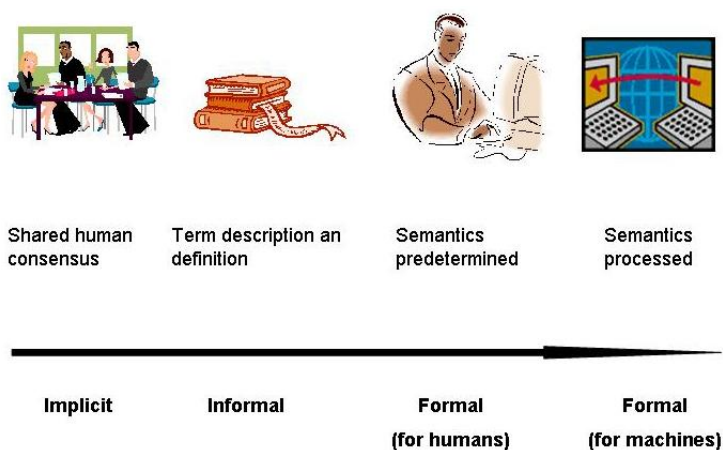 Shared human
consensus
Term description an
definition
Semantics
predetermined
Semantics
processed
Implicit
Informal
Formal
(for humans)
Formal
(for machines)